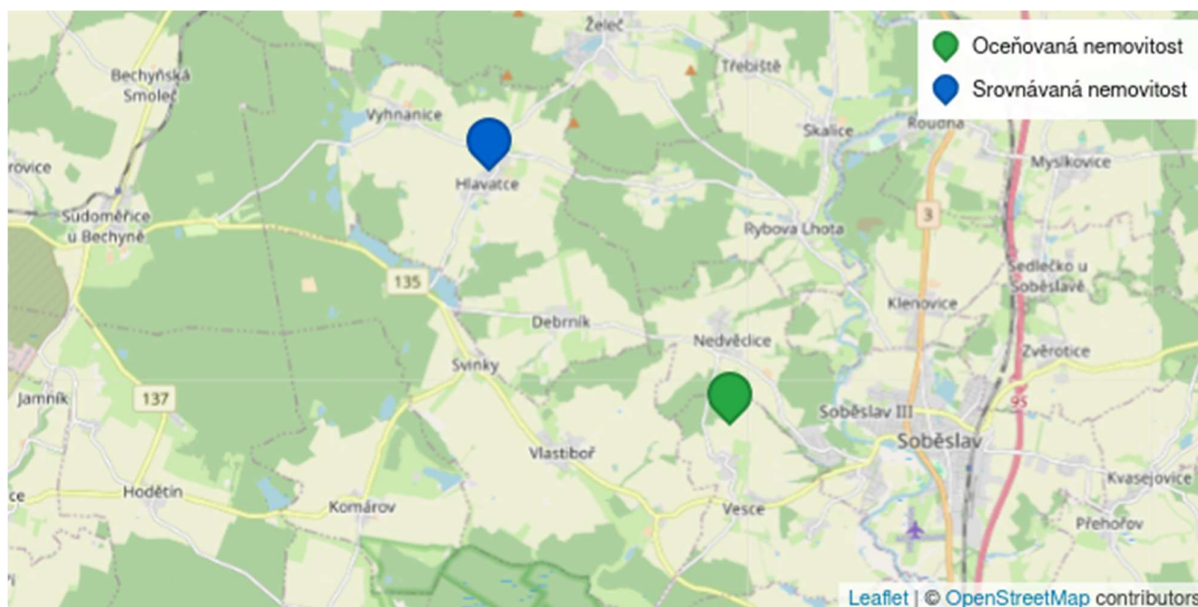 Oceňovaná nemovitost
Srovnávaná nemovitost
Želeč
Třebiště
Bechyňská
Smoleč
Vyhnanice
Skalice
Roudná
Myslkovice
rovice
Hlavatce
Sudoměřice
u Bechyně
3
Rybova Lhota
Sedlečko u
Soběslavě
135
Klenovice
Debrník
Nedvěclice
Zvěrotice
Svinky
Jamník
137
95
Soběslav III
Soběslav
Vlastiboř
Kvasejovice
Hodětín
ce
Komárov
Vesce
Přehořov
ří
Leaflet | © OpenStreetMap contributors